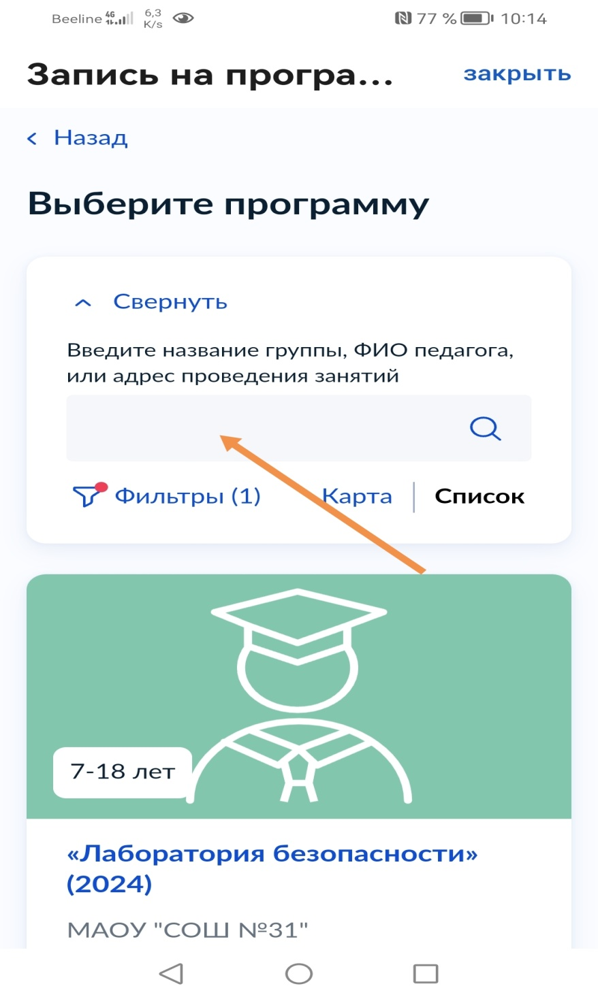 Beeline 4G 6,3 K/s 77 % 10:14
Запись на програ... закрыть
Назад
Выберите программу
Свернуть
Введите название группы, ФИО педагога,
или адрес проведения занятий
Фильтры (1) Карта Список
7-18 лет
«Лаборатория безопасности»
(2024)
МАОУ "СОШ №31"